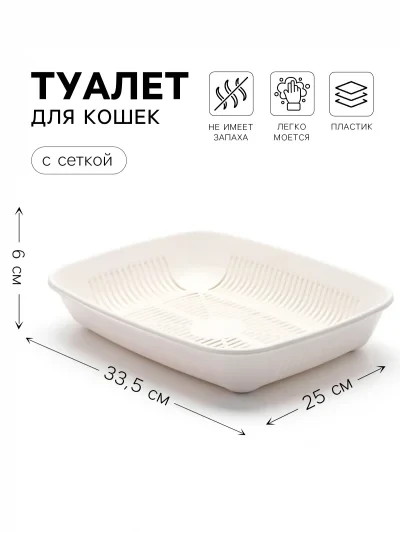 ТУАЛЕТ
ДЛЯ КОШЕК
с сеткой
НЕ ИМЕЕТ
ЗАПАХА
ЛЕГКО
МОЕТСЯ
ПЛАСТИК
6 см
33,5 см
25 см